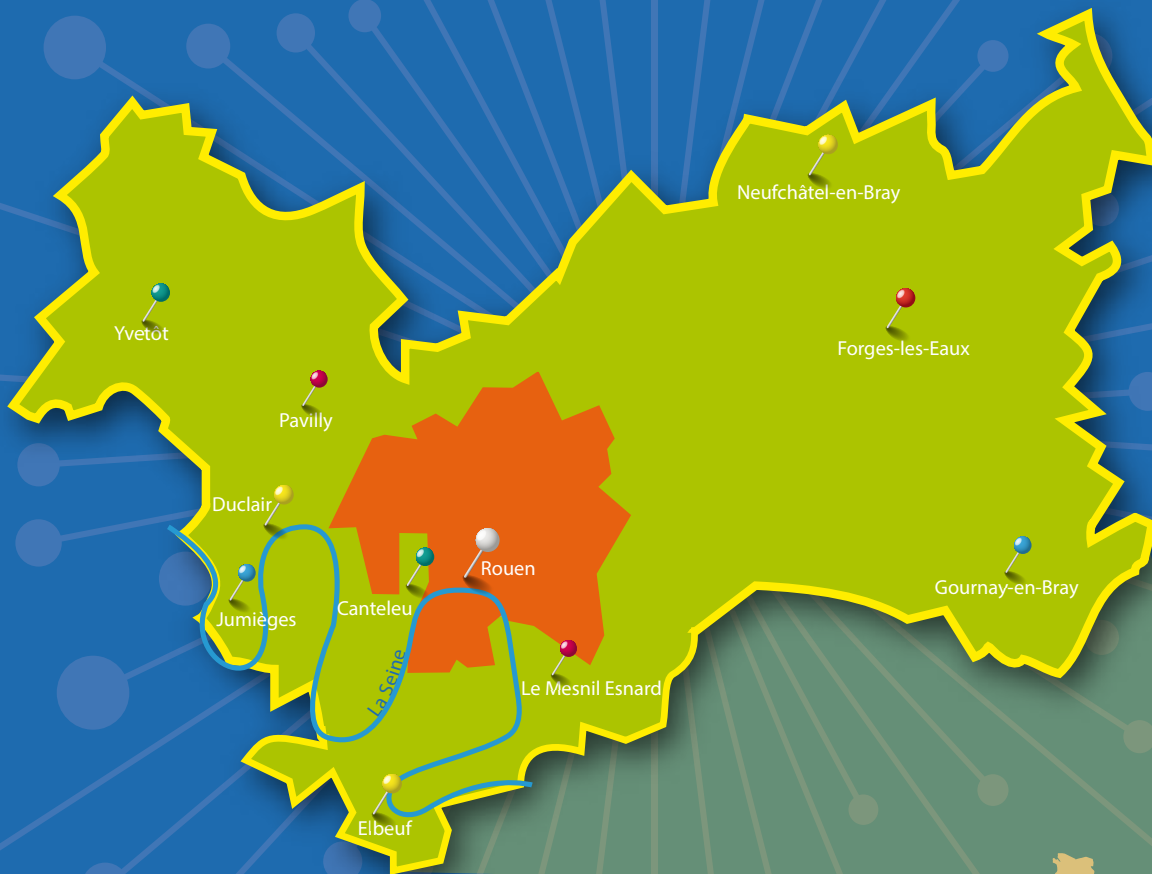 Neufchâtel-en-Bray
Yvetôt
Forges-les-Eaux
Pavilly
Duclair
Rouen
Gournay-en-Bray
Canteleu
Jumièges
La Seine
Le Mesnil Esnard
Elbeuf